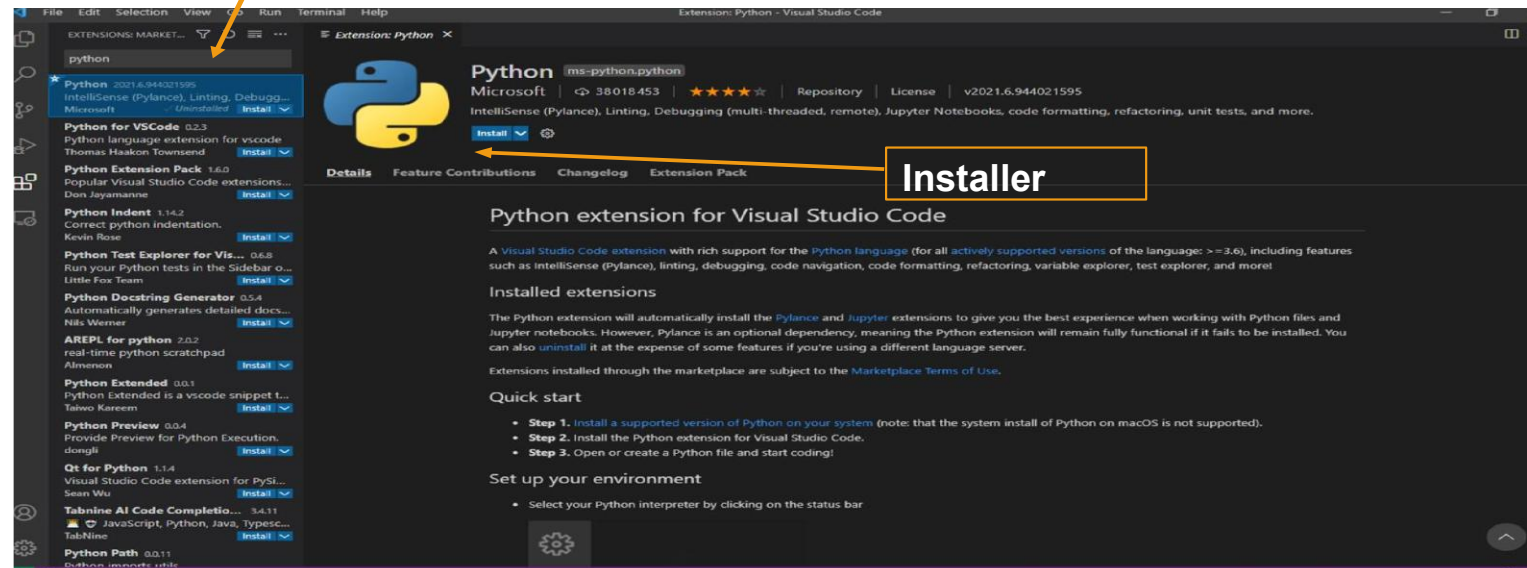 File Edit Selection View Go Run Terminal Help
Extension: Python - Visual Studio Code
EXTENSIONS: MARKET...
python
Python 2021.6.944021595
IntelliSense (Pylance), Linting, Debugg...
Microsoft Uninstalled Install
Python for VSCode 0.2.3
Python language extension for vscode
Thomas Haakon Townsend Install
Python Extension Pack 1.6.0
Popular Visual Studio Code extensions...
Don Jayamanne Install
Python Indent 1.14.2
Correct python indentation.
Kevin Rose Install
Python Test Explorer for Vis... 0.6.8
Run your Python tests in the Sidebar o...
Little Fox Team Install
Python Docstring Generator 0.5.4
Automatically generates detailed docs...
Nils Werner Install
AREPL for python 2.0.2
real-time python scratchpad
Almenon Install
Python Extended 0.0.1
Python Extended is a vscode snippet t...
Taiwo Kareem Install
Python Preview 0.0.4
Provide Preview for Python Execution.
dongli Install
Qt for Python 1.1.4
Visual Studio Code extension for PySi...
Sean Wu Install
Tabnine AI Code Completio... 3.4.11
JavaScript, Python, Java, Typesc...
TabNine Install
Python Path 0.0.11
Python imports utils
Extension: Python
Python ms-python.python
Microsoft 38018453 Repository License v2021.6.944021595
IntelliSense (Pylance), Linting, Debugging (multi-threaded, remote), Jupyter Notebooks, code formatting, refactoring, unit tests, and more.
Install
Installer
Details Feature Contributions Changelog Extension Pack
Python extension for Visual Studio Code
A Visual Studio Code extension with rich support for the Python language (for all actively supported versions of the language: >=3.6), including features
such as IntelliSense (Pylance), linting, debugging, code navigation, code formatting, refactoring, variable explorer, test explorer, and more!
Installed extensions
The Python extension will automatically install the Pylance and Jupyter extensions to give you the best experience when working with Python files and
Jupyter notebooks. However, Pylance is an optional dependency, meaning the Python extension will remain fully functional if it fails to be installed. You
can also uninstall it at the expense of some features if you're using a different language server.
Extensions installed through the marketplace are subject to the Marketplace Terms of Use.
Quick start
• Step 1. Install a supported version of Python on your system (note: that the system install of Python on macOS is not supported).
• Step 2. Install the Python extension for Visual Studio Code.
• Step 3. Open or create a Python file and start coding!
Set up your environment
• Select your Python interpreter by clicking on the status bar